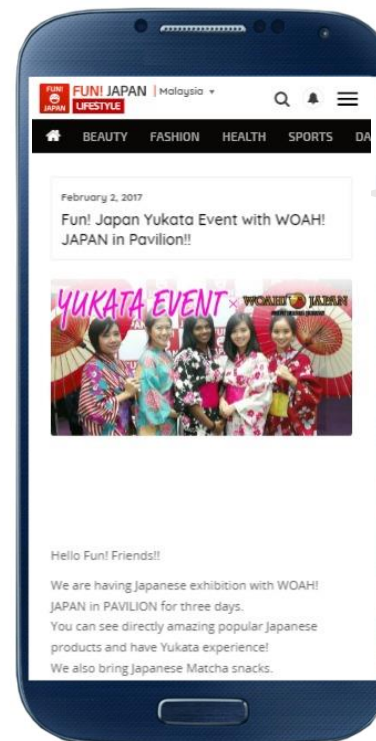 FUN! JAPAN
FUN! JAPAN | Malaysia
LIFESTYLE
BEAUTY FASHION HEALTH SPORTS DA
February 2, 2017
Fun! Japan Yukata Event with WOAH!
JAPAN in Pavilion!!
YUKATA EVENT × WOAH! JAPAN
Hello Fun! Friends!!
We are having Japanese exhibition with WOAH!
JAPAN in PAVILION for three days.
You can see directly amazing popular Japanese
products and have Yukata experience!
We also bring Japanese Matcha snacks.